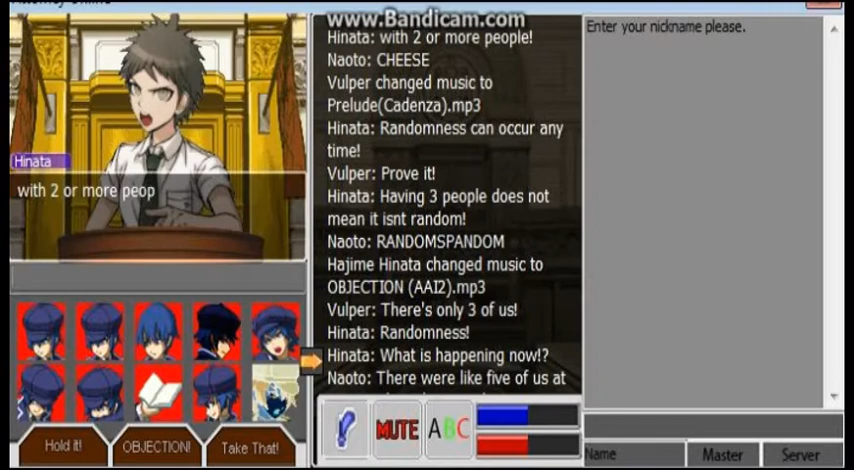 Attorney Online
www.Bandicam.com
Hinata
with 2 or more peop
Hold it!
OBJECTION!
Take That!
Hinata: with 2 or more people!
Naoto: CHEESE
Vulper changed music to
Prelude(Cadenza).mp3
Hinata: Randomness can occur any
time!
Vulper: Prove it!
Hinata: Having 3 people does not
mean it isnt random!
Naoto: RANDOMSPANDOM
Hajime Hinata changed music to
OBJECTION (AAI2).mp3
Vulper: There's only 3 of us!
Hinata: Randomness!
Hinata: What is happening now!?
Naoto: There were like five of us at
MUTE
ABC
Enter your nickname please.
Name
Master
Server